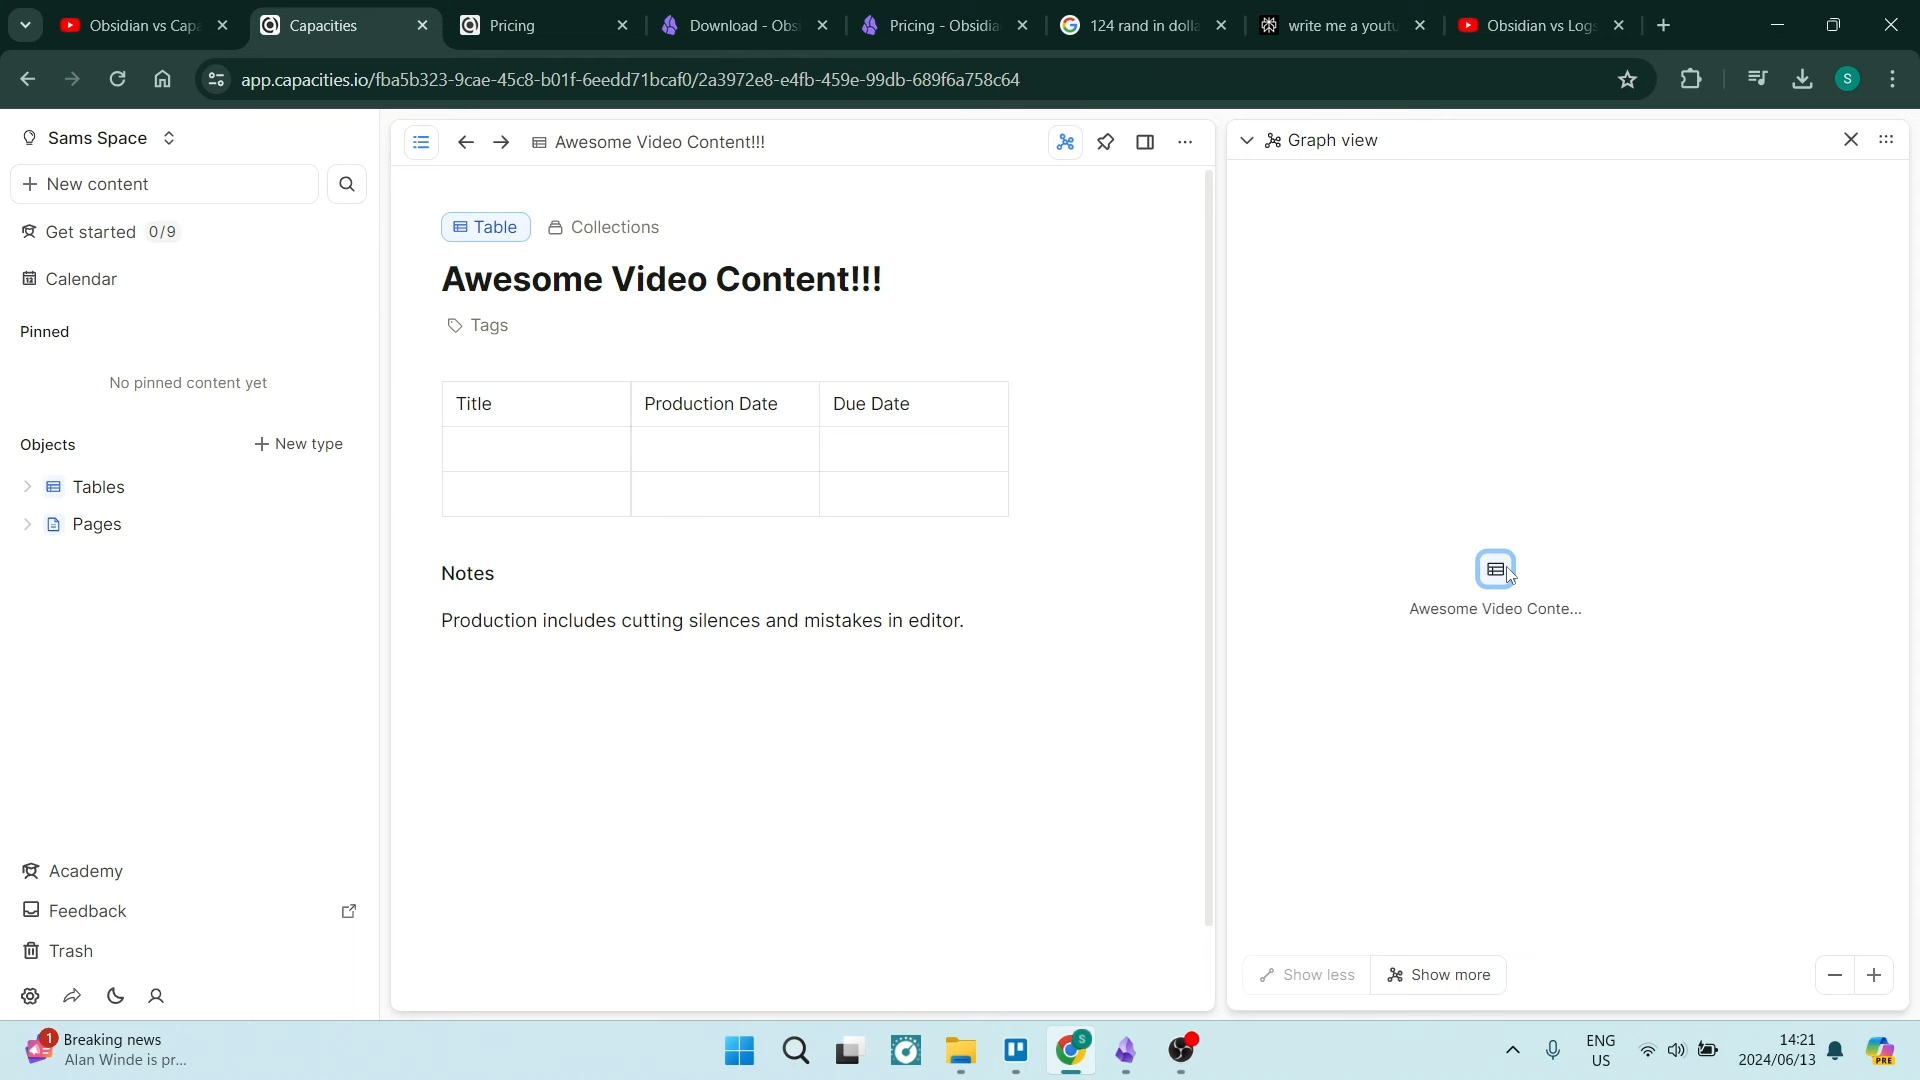 Obsidian vs Cap
Capacities
Pricing
Download - Obs
Pricing - Obsidia
124 rand in dolla
write me a youtu
Obsidian vs Logs
app.capacities.io/fba5b323-9cae-45c8-b01f-6eedd71bcaf0/2a3972e8-e4fb-459e-99db-689f6a758c64
S
Sams Space
New content
Get started 0/9
Calendar
Pinned
No pinned content yet
Objects
New type
Tables
Pages
Academy
Feedback
Trash
Awesome Video Content!!!
Table
Collections
Awesome Video Content!!!
Tags
Title Production Date Due Date
Notes
Production includes cutting silences and mistakes in editor.
Graph view
Awesome Video Conte...
Show less
Show more
1
Breaking news
Alan Winde is pr...
S
ENG
US
14:21
2024/06/13
PRE